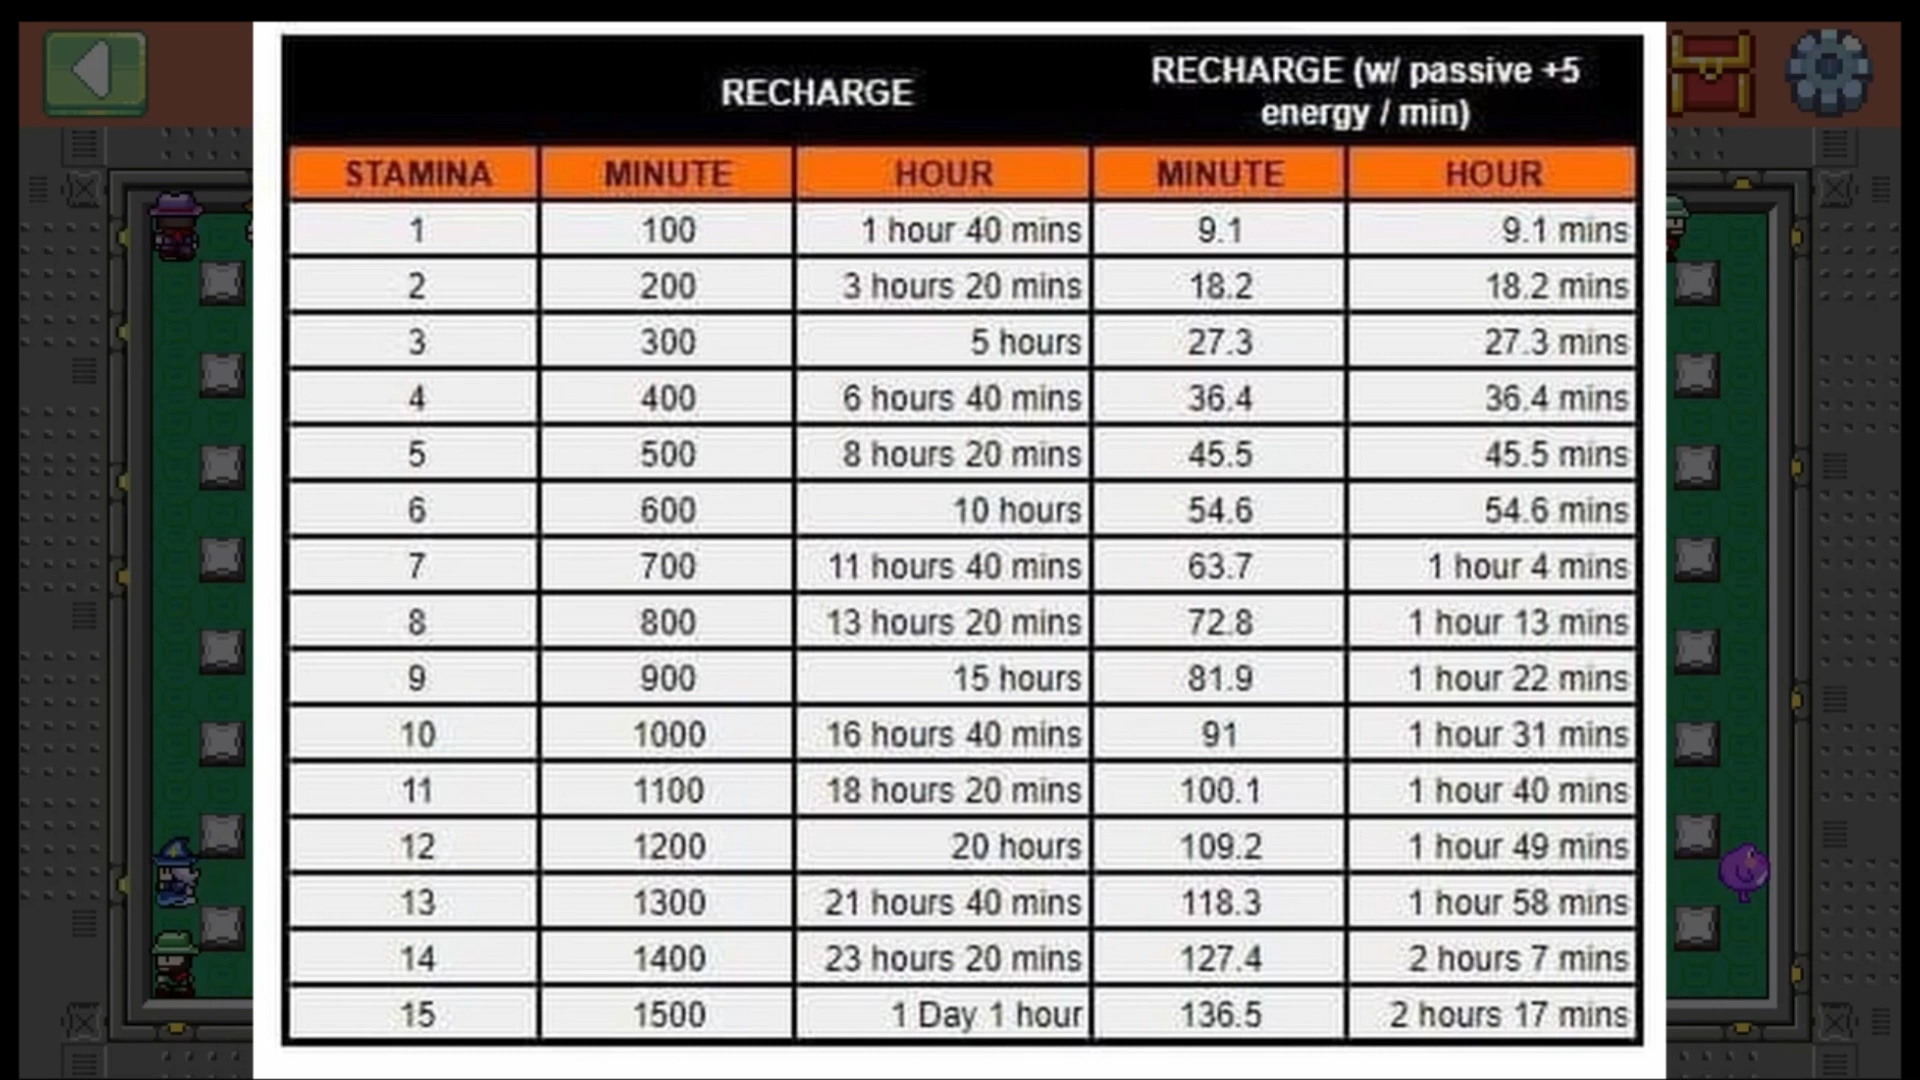 RECHARGE
RECHARGE (w/ passive +5
energy / min)
STAMINA MINUTE HOUR MINUTE HOUR
1 100 1 hour 40 mins 9.1 9.1 mins
2 200 3 hours 20 mins 18.2 18.2 mins
3 300 5 hours 27.3 27.3 mins
4 400 6 hours 40 mins 36.4 36.4 mins
5 500 8 hours 20 mins 45.5 45.5 mins
6 600 10 hours 54.6 54.6 mins
7 700 11 hours 40 mins 63.7 1 hour 4 mins
8 800 13 hours 20 mins 72.8 1 hour 13 mins
9 900 15 hours 81.9 1 hour 22 mins
10 1000 16 hours 40 mins 91 1 hour 31 mins
11 1100 18 hours 20 mins 100.1 1 hour 40 mins
12 1200 20 hours 109.2 1 hour 49 mins
13 1300 21 hours 40 mins 118.3 1 hour 58 mins
14 1400 23 hours 20 mins 127.4 2 hours 7 mins
15 1500 1 Day 1 hour 136.5 2 hours 17 mins